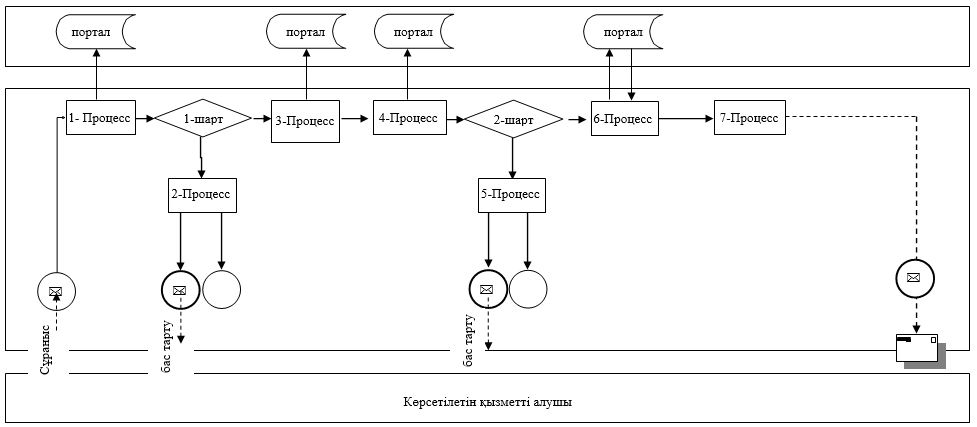 портал
портал
портал
портал
1- Процесс
1-шарт
3-Процесс
4-Процесс
2-шарт
6-Процесс
7-Процесс
2-Процесс
5-Процесс
Сұраныс
бас тарту
бас тарту
Көрсетілетін қызметті алушы